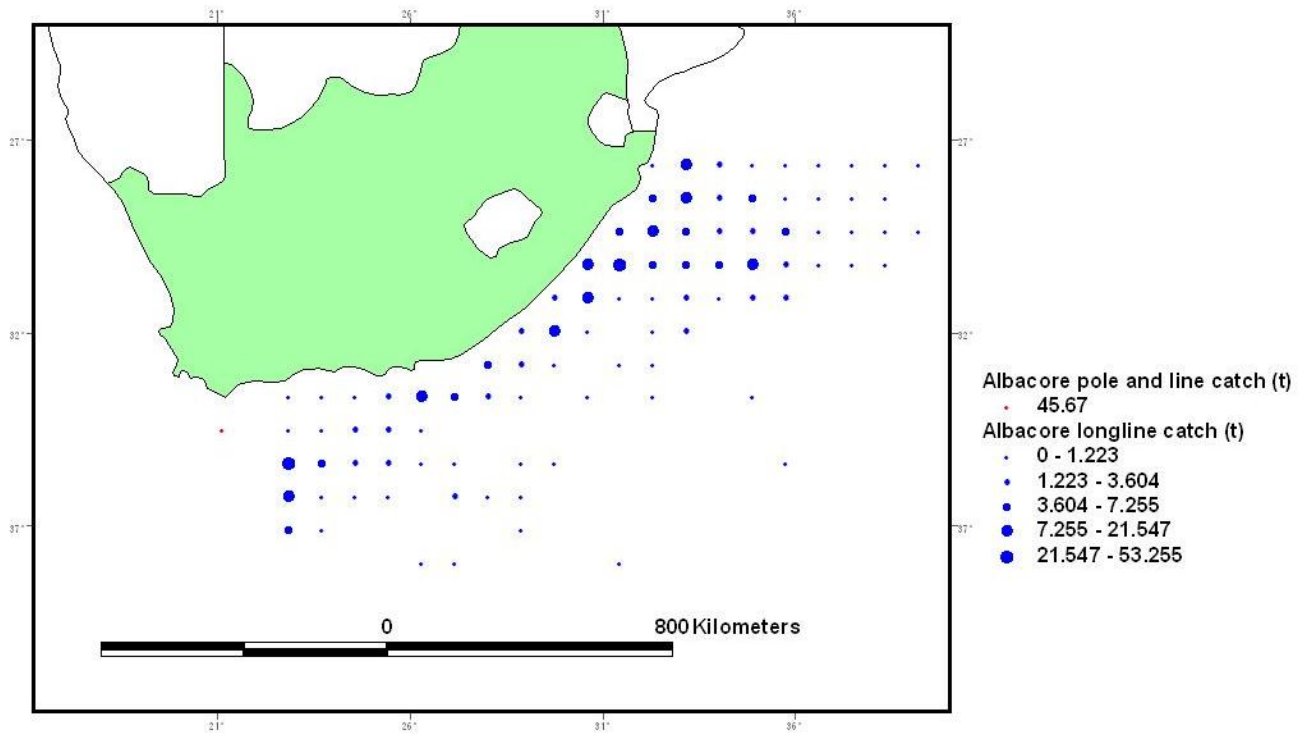 21° 26° 31° 36°
27° 27°
32° 32°
37° 37°
Albacore pole and line catch (t)
45.67
Albacore longline catch (t)
0 - 1.223
1.223 - 3.604
3.604 - 7.255
7.255 - 21.547
21.547 - 53.255
0 800 Kilometers
21° 26° 31° 36°